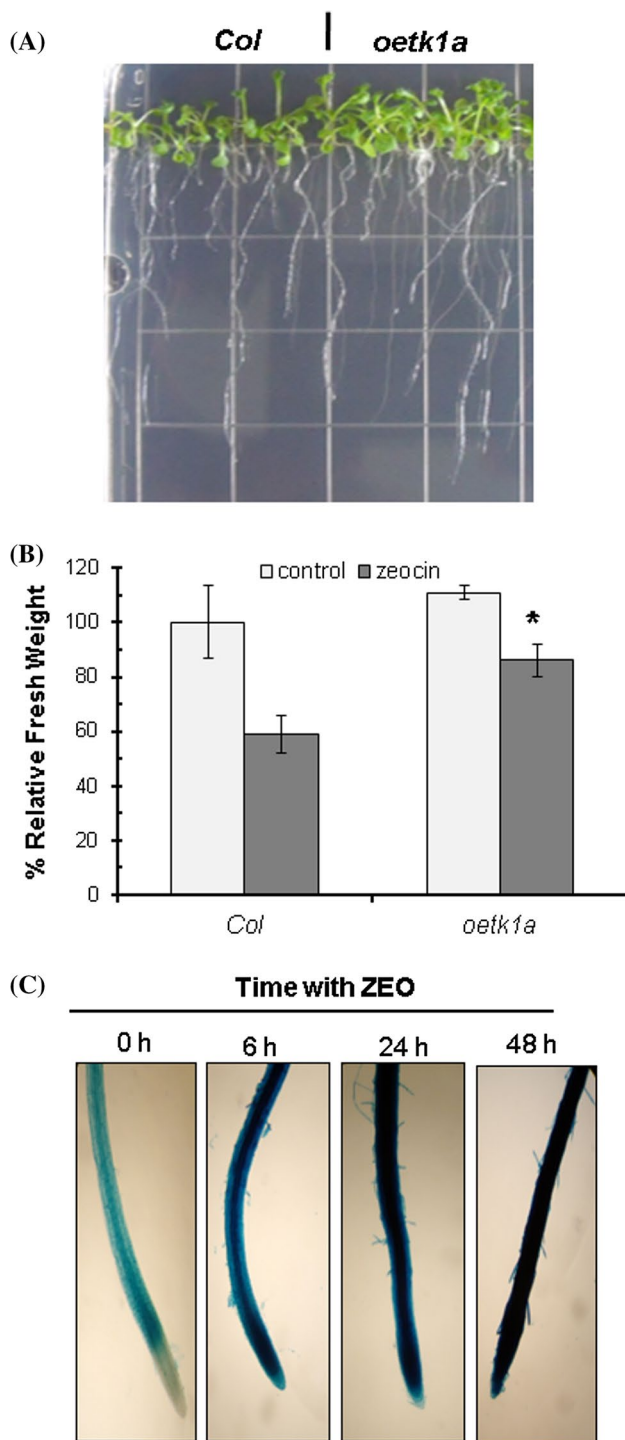 (A)
Col oetk1a
(B)
120
control zeocin
100
*
80
60
40
20
0
% Relative Fresh Weight
Col oetk1a
(C)
Time with ZEO
0 h 6 h 24 h 48 h